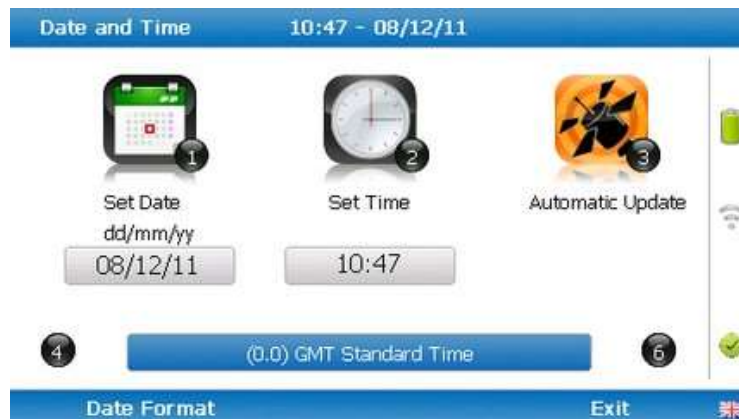 Date and Time 10:47 - 08/12/11
1 2 3
Set Date Set Time Automatic Update
dd/mm/yy
08/12/11 10:47
4 (0.0) GMT Standard Time 6
Date Format Exit